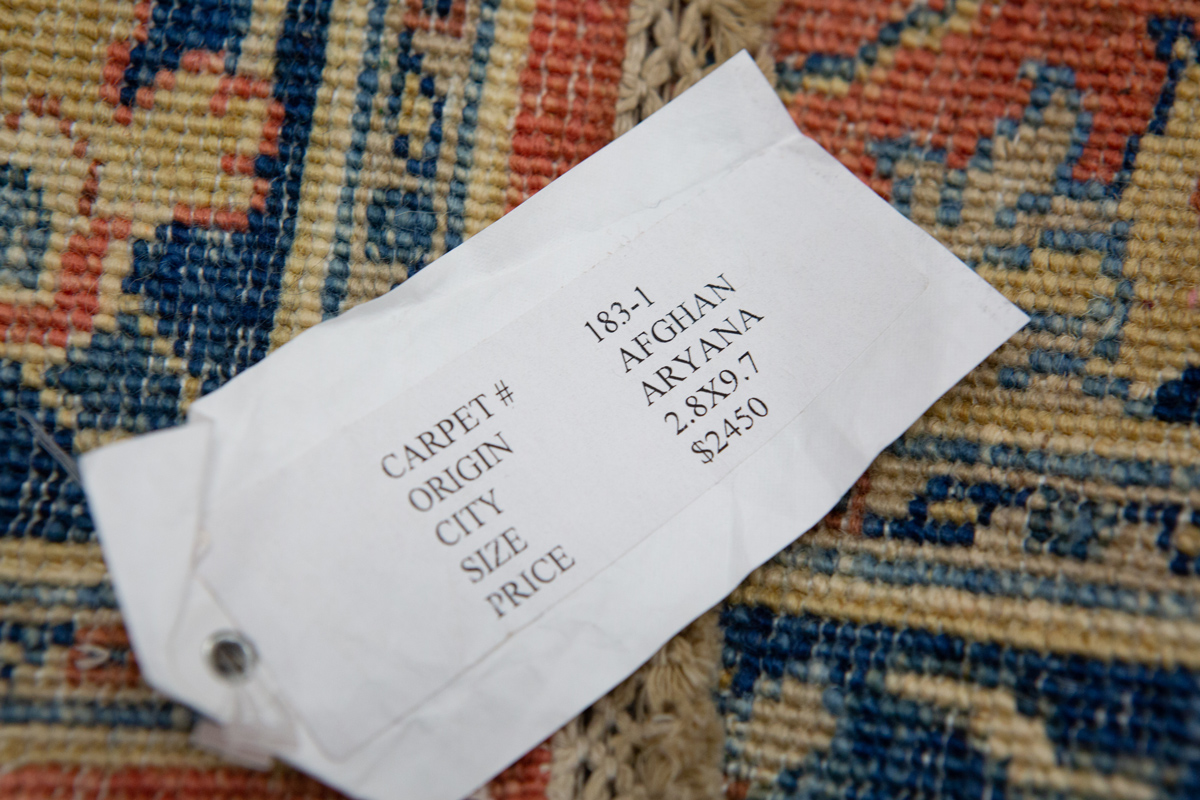 CARPET # 183-1
ORIGIN AFGHAN
CITY ARYANA
SIZE 2.8X9.7
PRICE $2450